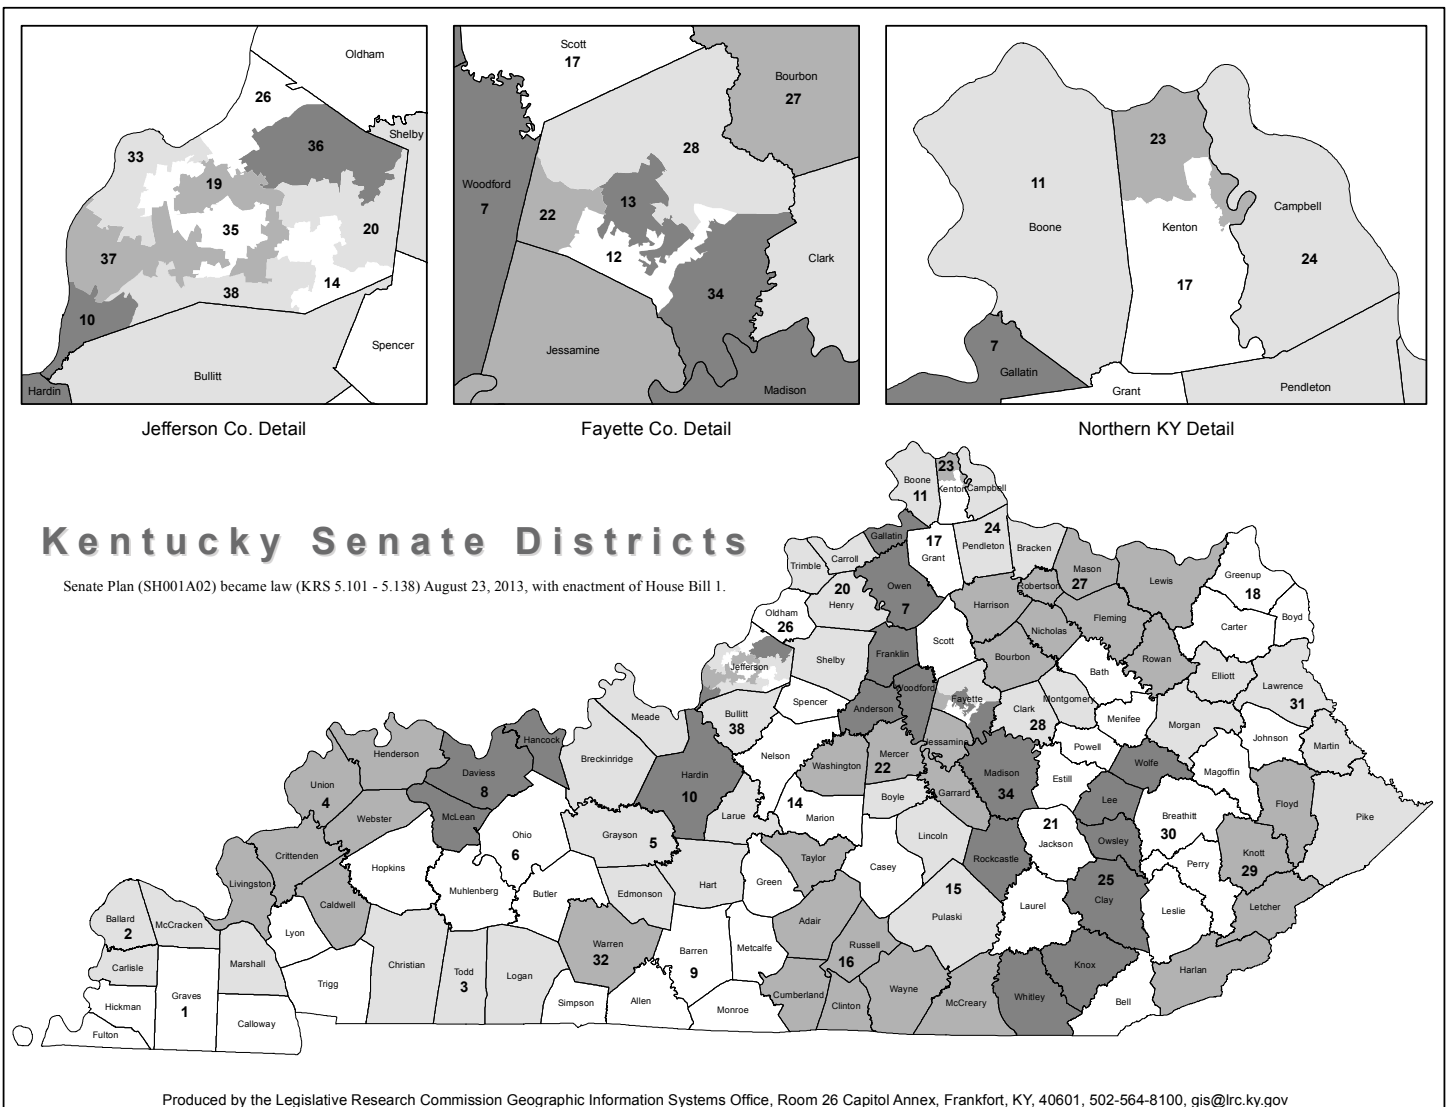 Oldham
26
Shelby
33
36
19
35
20
37
14
38
10
Spencer
Bullitt
Hardin
Jefferson Co. Detail
Scott
17
Bourbon
27
28
Woodford
7
13
22
12
Clark
34
Jessamine
Madison
Fayette Co. Detail
23
11
Campbell
Boone
Kenton
24
17
7
Gallatin
Grant
Pendleton
Northern KY Detail
Kentucky Senate Districts
Senate Plan (SH001A02) became law (KRS 5.101 - 5.138) August 23, 2013, with enactment of House Bill 1.
23
Boone
11
Kenton
Campbell
24
Gallatin
17
Grant
Pendleton
Bracken
Carroll
Trimble
20
Henry
Owen
7
Robertson
Mason
27
Lewis
Greenup
18
Harrison
Oldham
26
Fleming
Carter
Boyd
Nicholas
Scott
Franklin
Bourbon
Rowan
Shelby
Jefferson
Bath
Elliott
Lawrence
31
Woodford
Fayette
Montgomery
Spencer
Anderson
Clark
28
Menifee
Morgan
Meade
Bullitt
38
Jessamine
Powell
Johnson
Martin
Hancock
Henderson
Breckinridge
Nelson
Washington
Mercer
22
Wolfe
Magoffin
Daviess
8
Hardin
10
Madison
34
Estill
Union
4
Garrard
Boyle
Lee
Floyd
Pike
Webster
McLean
Larue
14
Marion
21
Jackson
Breathitt
30
Ohio
6
Grayson
5
Lincoln
Owsley
Crittenden
Hopkins
Taylor
Casey
Rockcastle
Perry
Knott
29
Livingston
Caldwell
Muhlenberg
Butler
Edmonson
Hart
Green
15
Pulaski
25
Clay
Laurel
Leslie
Letcher
Ballard
2
McCracken
Lyon
Adair
Warren
32
Barren
9
Metcalfe
Russell
16
Carlisle
Marshall
Christian
Todd
3
Logan
Knox
Harlan
Trigg
Graves
1
Hickman
Simpson
Allen
Monroe
Cumberland
Clinton
Wayne
McCreary
Whitley
Bell
Calloway
Fulton
Produced by the Legislative Research Commission Geographic Information Systems Office, Room 26 Capitol Annex, Frankfort, KY, 40601, 502-564-8100, gis@lrc.ky.gov